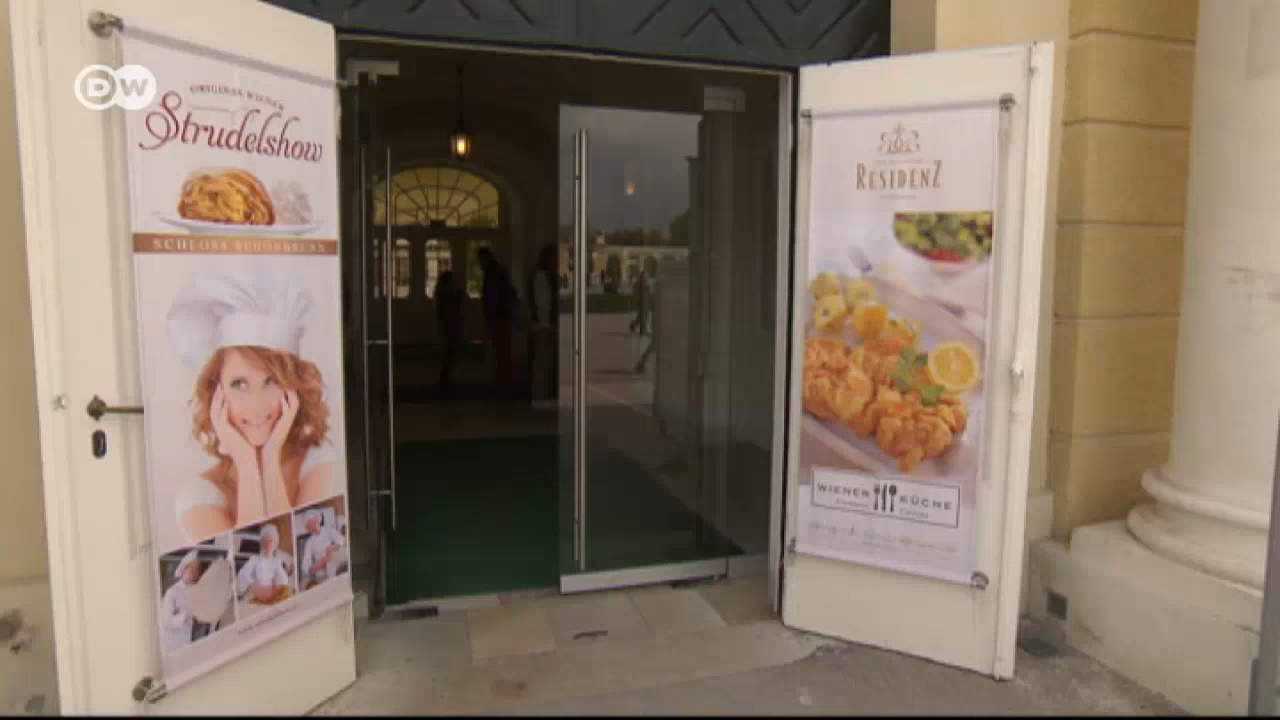 DW
ORIGINAL WIENER
Strudelshow
SCHLOSS SCHÖNBRUNN
RESIDENZ
WIENER KÜCHE